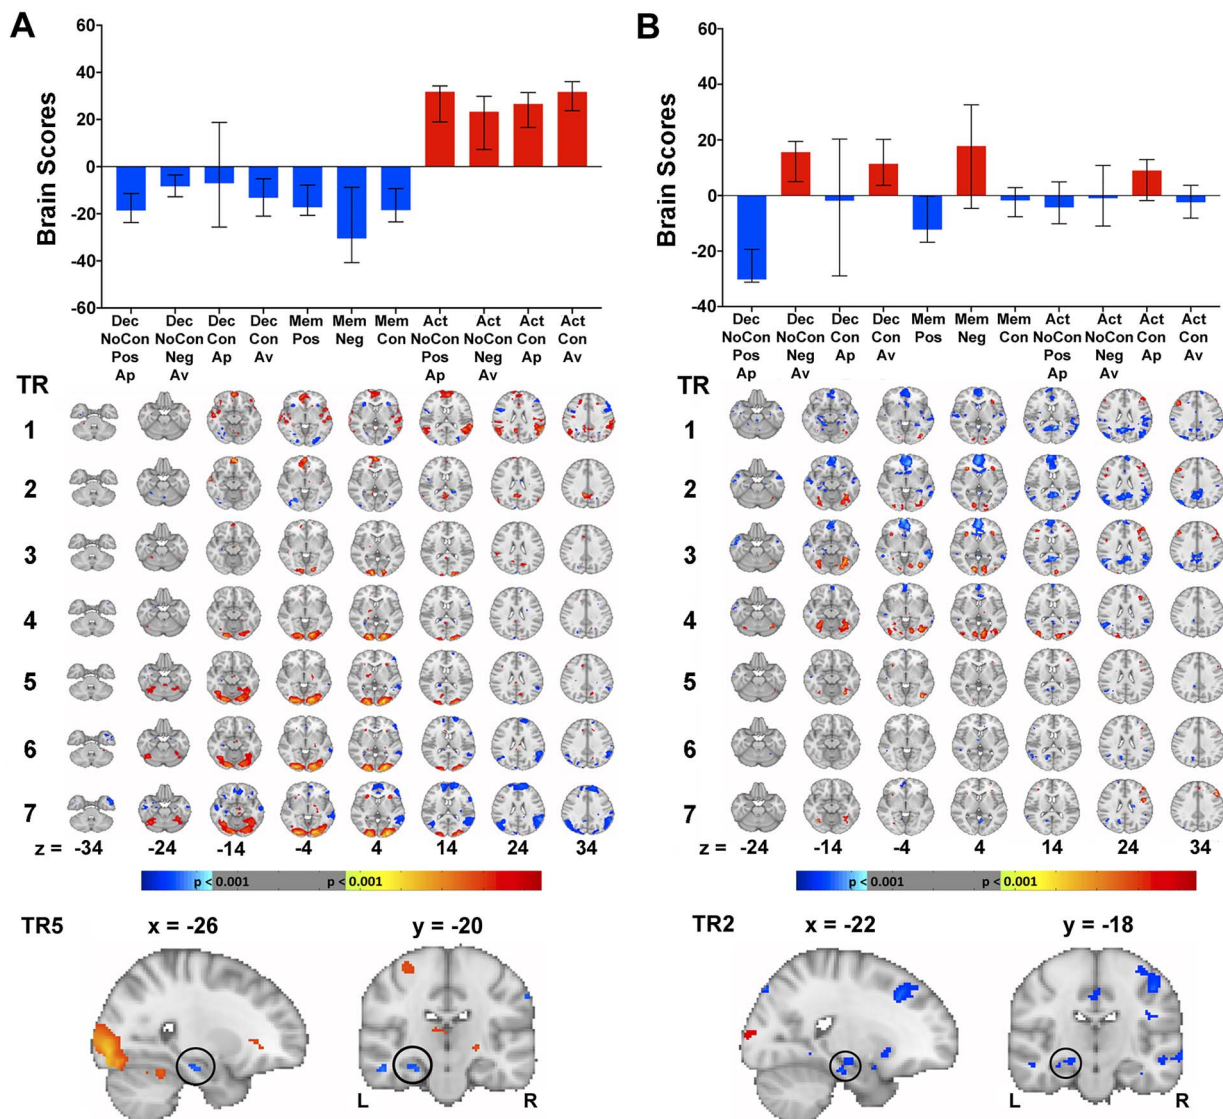 A
B
60
40
20
0
-20
-40
-60
Brain Scores
Dec NoCon Pos Ap
Dec NoCon Neg Av
Dec Con Ap
Dec Con Av
Mem Pos
Mem Neg
Mem Con
Act NoCon Pos Ap
Act NoCon Neg Av
Act Con Ap
Act Con Av
60
40
20
0
-20
-40
Brain Scores
Dec NoCon Pos Ap
Dec NoCon Neg Av
Dec Con Ap
Dec Con Av
Mem Pos
Mem Neg
Mem Con
Act NoCon Pos Ap
Act NoCon Neg Av
Act Con Ap
Act Con Av
TR
1
2
3
4
5
6
7
z = -34 -24 -14 -4 4 14 24 34
p < 0.001 p < 0.001
TR
1
2
3
4
5
6
7
z = -24 -14 -4 4 14 24 34
p < 0.001 p < 0.001
TR5 x = -26 y = -20
L R
TR2 x = -22 y = -18
L R